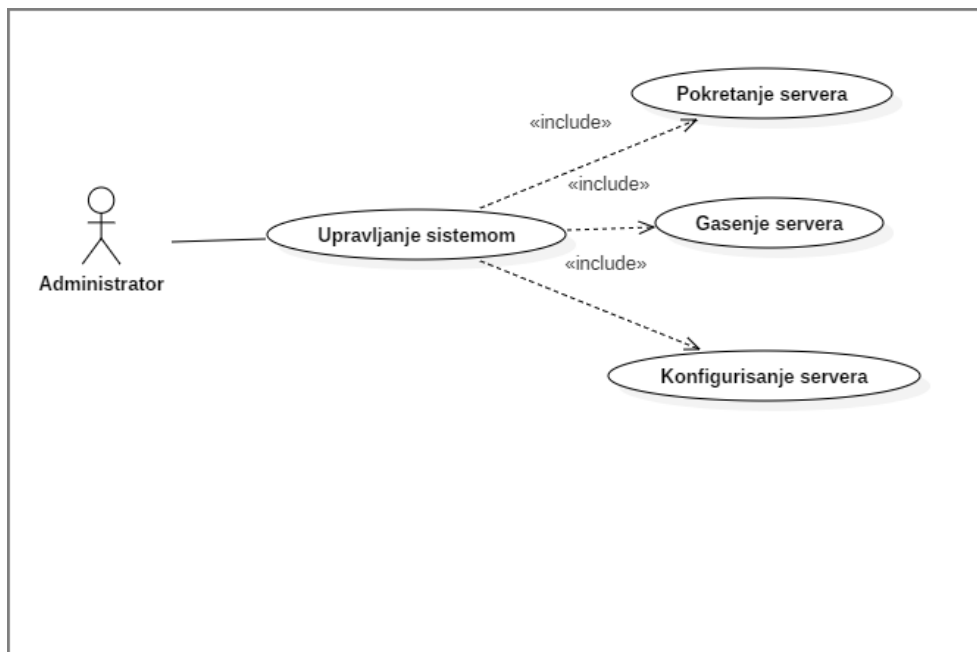 Pokretanje servera
«include»
«include»
Gasenje servera
Upravljanje sistemom
«include»
Administrator
Konfigurisanje servera